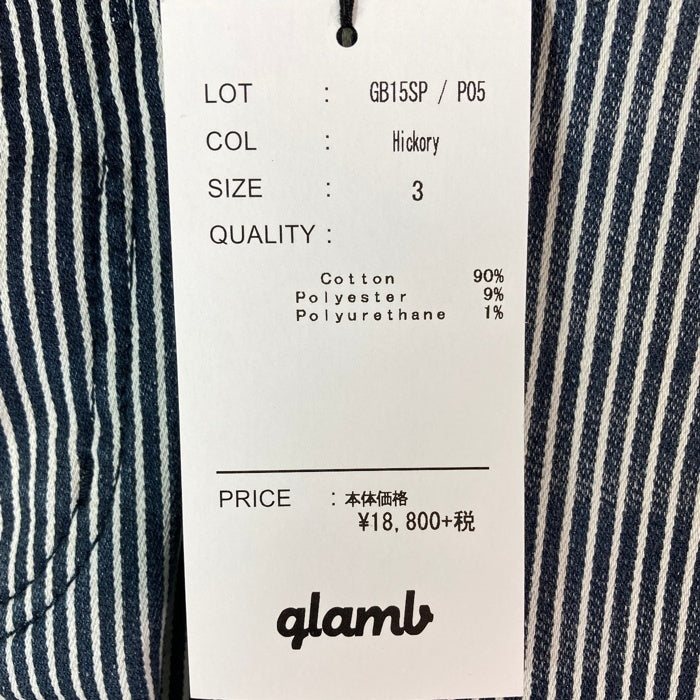 LOT : GB15SP / P05
COL : Hickory
SIZE : 3
QUALITY :
Cotton 90%
Polyester 9%
Polyurethane 1%
PRICE : 本体価格
¥18,800+税
glamb